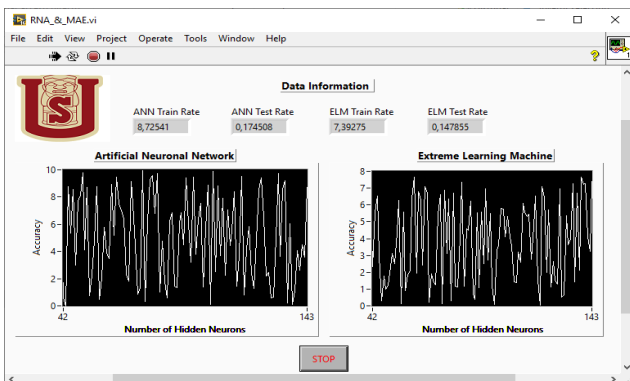 RNA_&_MAE.vi
File Edit View Project Operate Tools Window Help
Data Information
ANN Train Rate ANN Test Rate ELM Train Rate ELM Test Rate
8,72541 0,174508 7,39275 0,147855
US
Artificial Neuronal Network
10-
8-
6-
4-
2-
0-
Accuracy
42 143
Number of Hidden Neurons
Extreme Learning Machine
8-
7-
6-
5-
4-
3-
2-
1-
0-
Accuracy
42 143
Number of Hidden Neurons
STOP